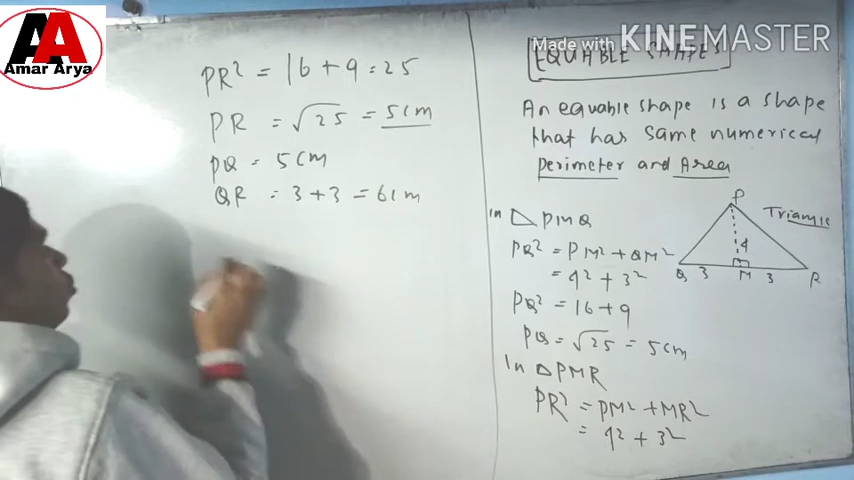 AA
Amar Arya
Made with KINEMASTER
PR² = 16 + 9 = 25
PR = √25 = 5cm
PQ = 5cm
QR = 3 + 3 = 6cm
EQUABLE SHAPES
An equable shape is a shape
that has same numerical
perimeter and Area
In △PMQ
PQ² = PM² + QM²
= 4² + 3²
PQ² = 16 + 9
PQ = √25 = 5cm
In △PMR
PR² = PM² + MR²
= 4² + 3²
P
Triangle
4
Q 3 M 3 R